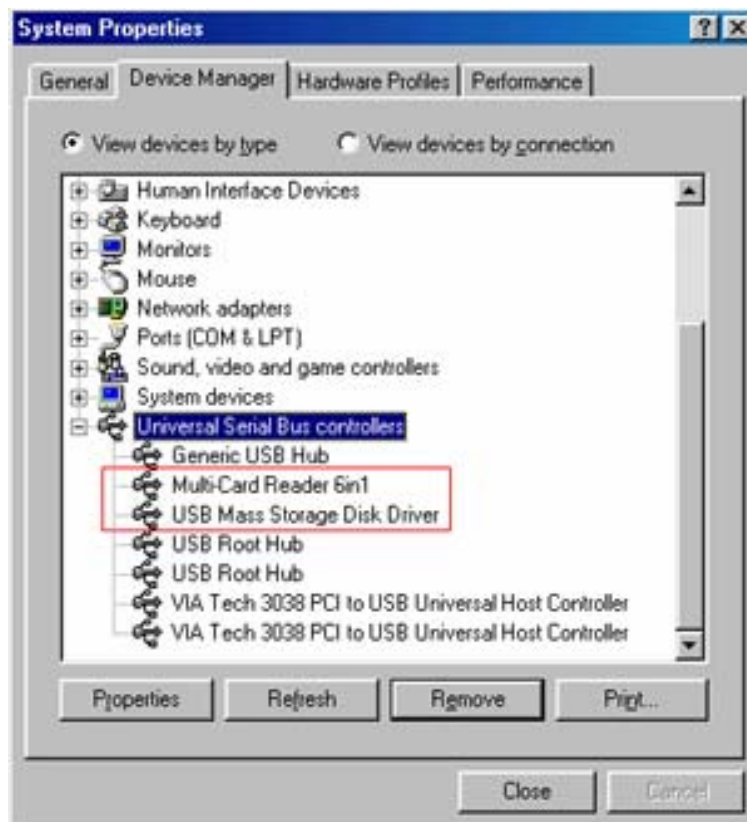 System Properties
General Device Manager Hardware Profiles Performance
View devices by type View devices by connection
Human Interface Devices
Keyboard
Monitors
Mouse
Network adapters
Ports (COM & LPT)
Sound, video and game controllers
System devices
Universal Serial Bus controllers
Generic USB Hub
Multi-Card Reader 6in1
USB Mass Storage Disk Driver
USB Root Hub
USB Root Hub
VIA Tech 3038 PCI to USB Universal Host Controller
VIA Tech 3038 PCI to USB Universal Host Controller
Properties Refresh Remove Print...
Close Cancel